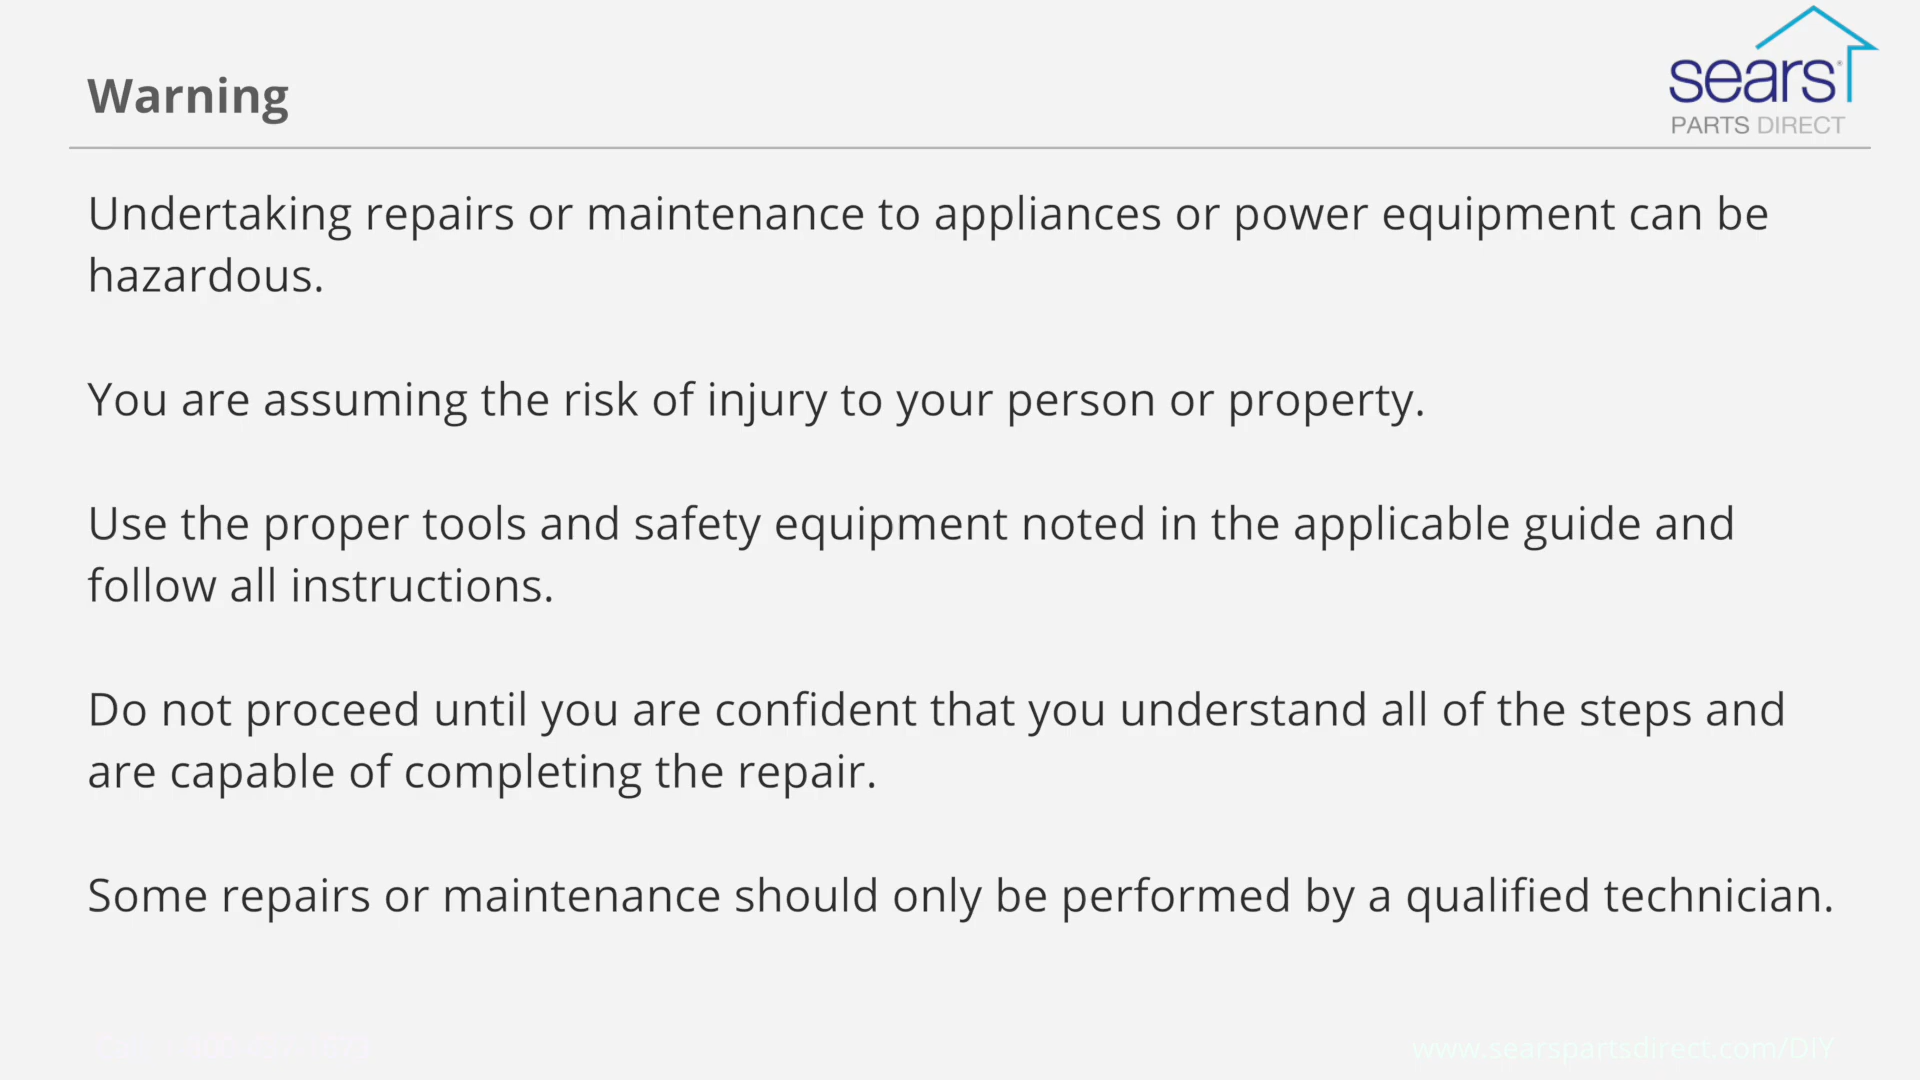 sears
PARTS DIRECT
Warning
Undertaking repairs or maintenance to appliances or power equipment can be
hazardous.
You are assuming the risk of injury to your person or property.
Use the proper tools and safety equipment noted in the applicable guide and
follow all instructions.
Do not proceed until you are confident that you understand all of the steps and
are capable of completing the repair.
Some repairs or maintenance should only be performed by a qualified technician.
www.searspartsdirect.com/DIY